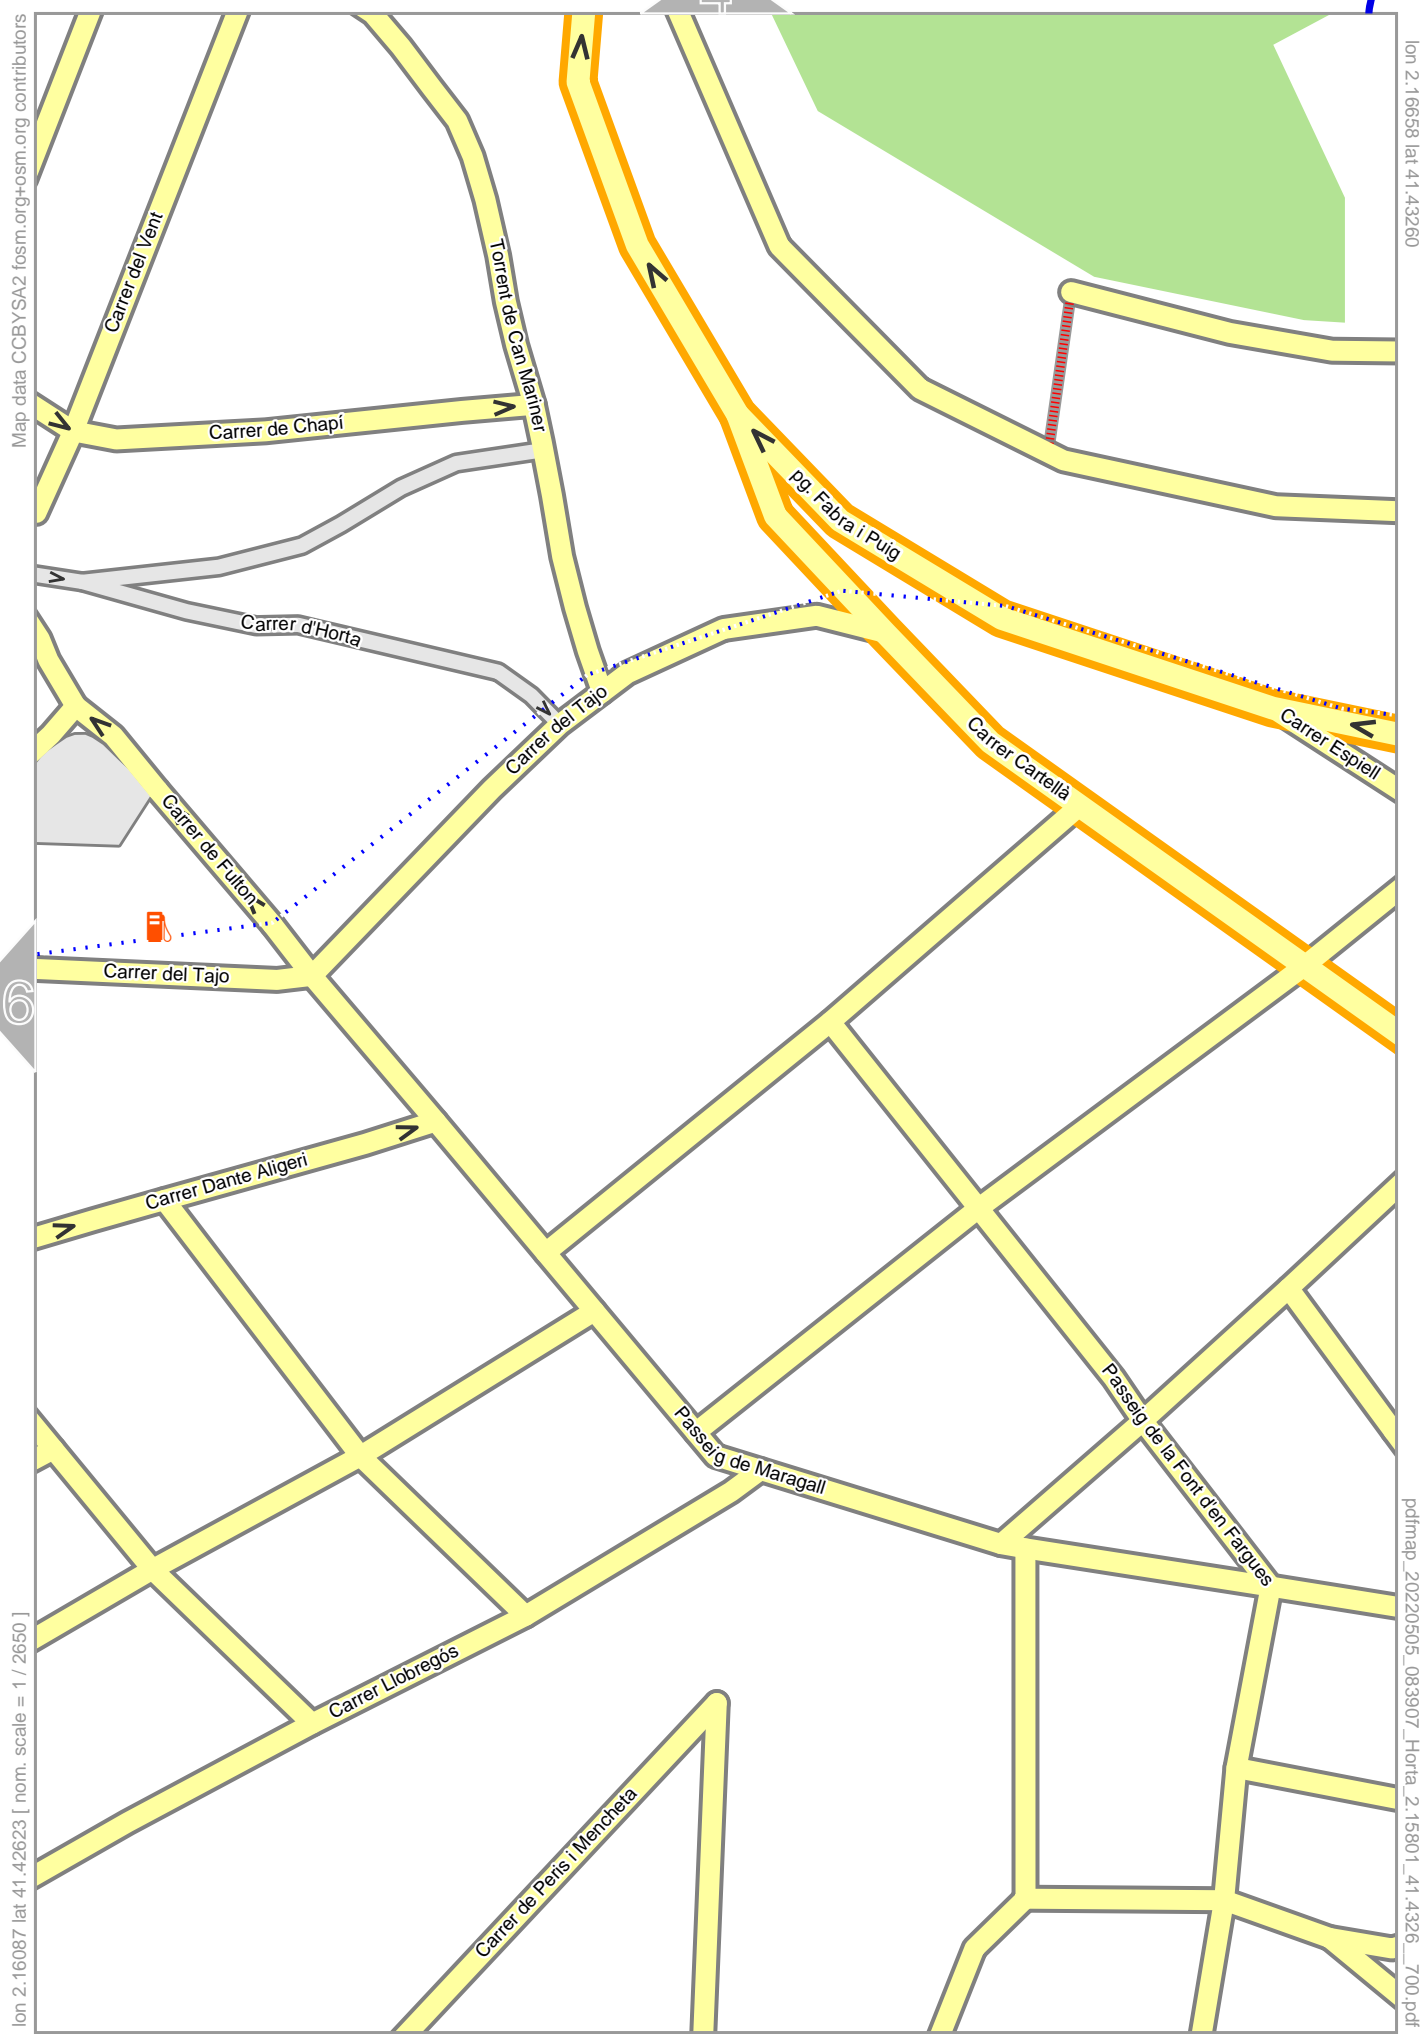 4
Map data CCBYSA2 fosm.org+osm.org contributors
lon 2.16658 lat 41.43260
Carrer del Vent
Torrent de Can Mariner
Carrer de Chapí
pg. Fabra i Puig
Carrer d'Horta
Carrer del Tajo
Carrer Cartellà
Carrer Espiell
Carrer de Fulton
Carrer del Tajo
6
Carrer Dante Aligeri
Passeig de la Font d'en Fargues
Passeig de Maragall
Carrer Llobregós
Carrer de Peris i Mencheta
lon 2.16087 lat 41.42623 [ nom. scale = 1 / 2650 ]
pdfmap_20220505_083907_Horta_2.15801_41.4326__700.pdf